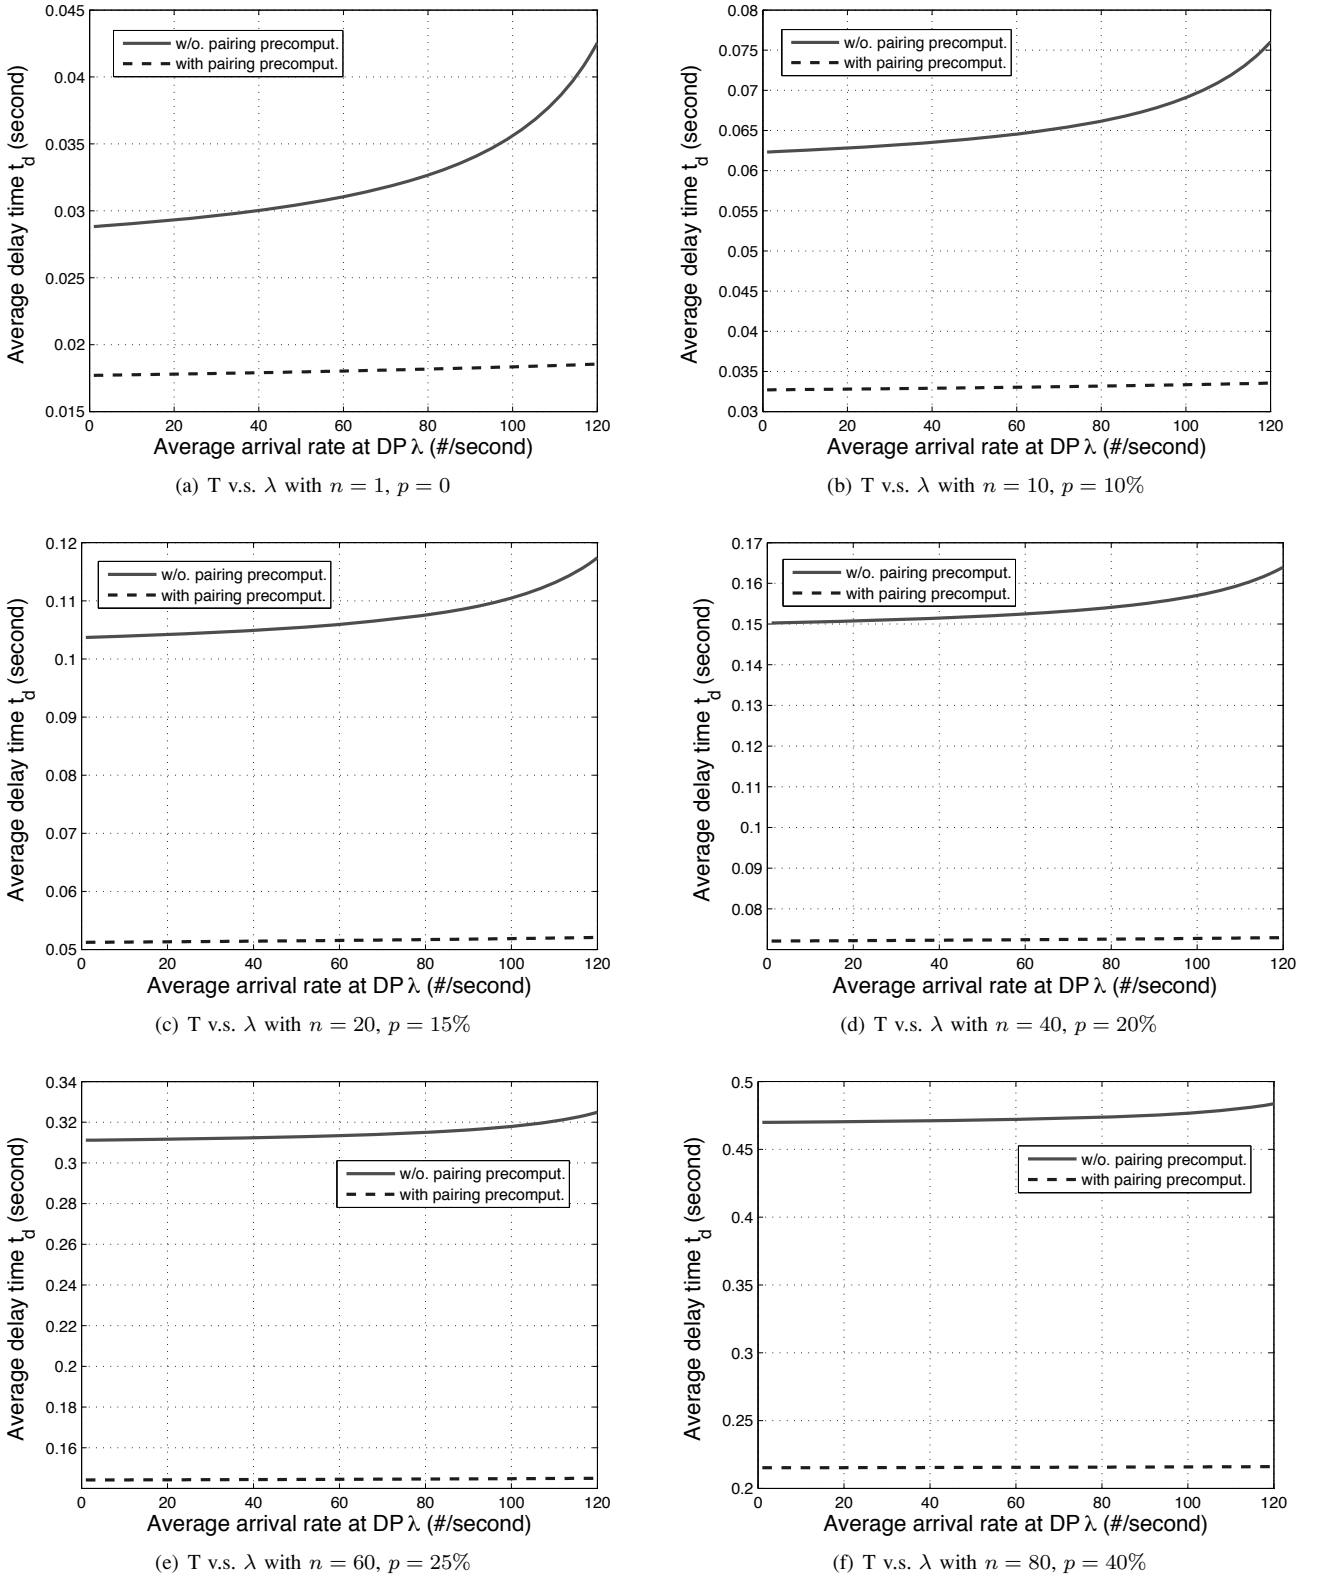 0.045
0.04
0.035
0.03
0.025
0.02
0.015
0 20 40 60 80 100 120
w/o. pairing precomput.
with pairing precomput.
Average delay time t_d (second)
Average arrival rate at DP λ (#/second)
(a) T v.s. λ with n = 1, p = 0
0.08
0.075
0.07
0.065
0.06
0.055
0.05
0.045
0.04
0.035
0.03
0 20 40 60 80 100 120
w/o. pairing precomput.
with pairing precomput.
Average delay time t_d (second)
Average arrival rate at DP λ (#/second)
(b) T v.s. λ with n = 10, p = 10%
0.12
0.11
0.1
0.09
0.08
0.07
0.06
0.05
0 20 40 60 80 100 120
w/o. pairing precomput.
with pairing precomput.
Average delay time t_d (second)
Average arrival rate at DP λ (#/second)
(c) T v.s. λ with n = 20, p = 15%
0.17
0.16
0.15
0.14
0.13
0.12
0.11
0.1
0.09
0.08
0 20 40 60 80 100 120
w/o. pairing precomput.
with pairing precomput.
Average delay time t_d (second)
Average arrival rate at DP λ (#/second)
(d) T v.s. λ with n = 40, p = 20%
0.34
0.32
0.3
0.28
0.26
0.24
0.22
0.2
0.18
0.16
0 20 40 60 80 100 120
w/o. pairing precomput.
with pairing precomput.
Average delay time t_d (second)
Average arrival rate at DP λ (#/second)
(e) T v.s. λ with n = 60, p = 25%
0.5
0.45
0.4
0.35
0.3
0.25
0.2
0 20 40 60 80 100 120
w/o. pairing precomput.
with pairing precomput.
Average delay time t_d (second)
Average arrival rate at DP λ (#/second)
(f) T v.s. λ with n = 80, p = 40%